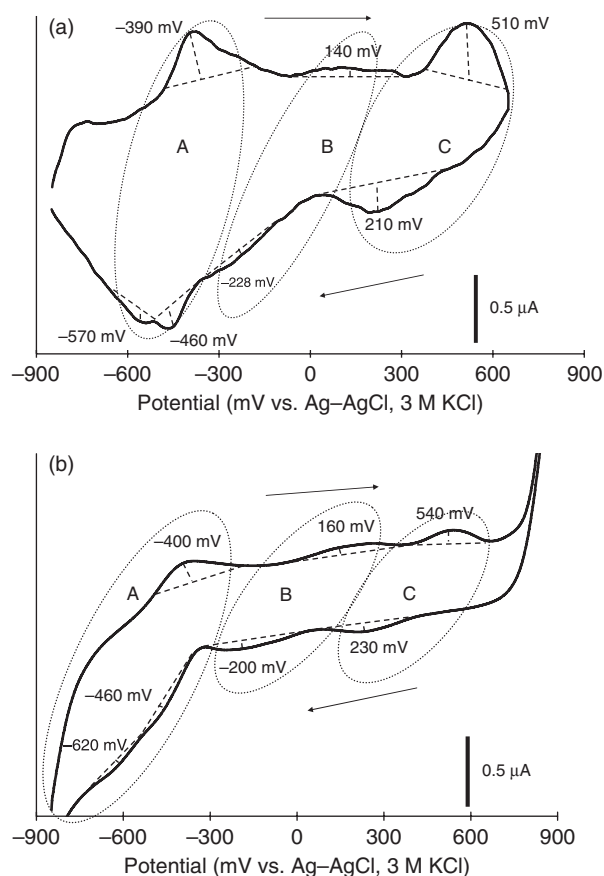 (a)
−390 mV
140 mV
510 mV
A
B
C
210 mV
−228 mV
−570 mV
−460 mV
0.5 μA
−900 −600 −300 0 300 600 900
Potential (mV vs. Ag–AgCl, 3 M KCl)
(b)
540 mV
160 mV
−400 mV
A
B
C
−200 mV
230 mV
−460 mV
−620 mV
0.5 μA
−900 −600 −300 0 300 600 900
Potential (mV vs. Ag–AgCl, 3 M KCl)